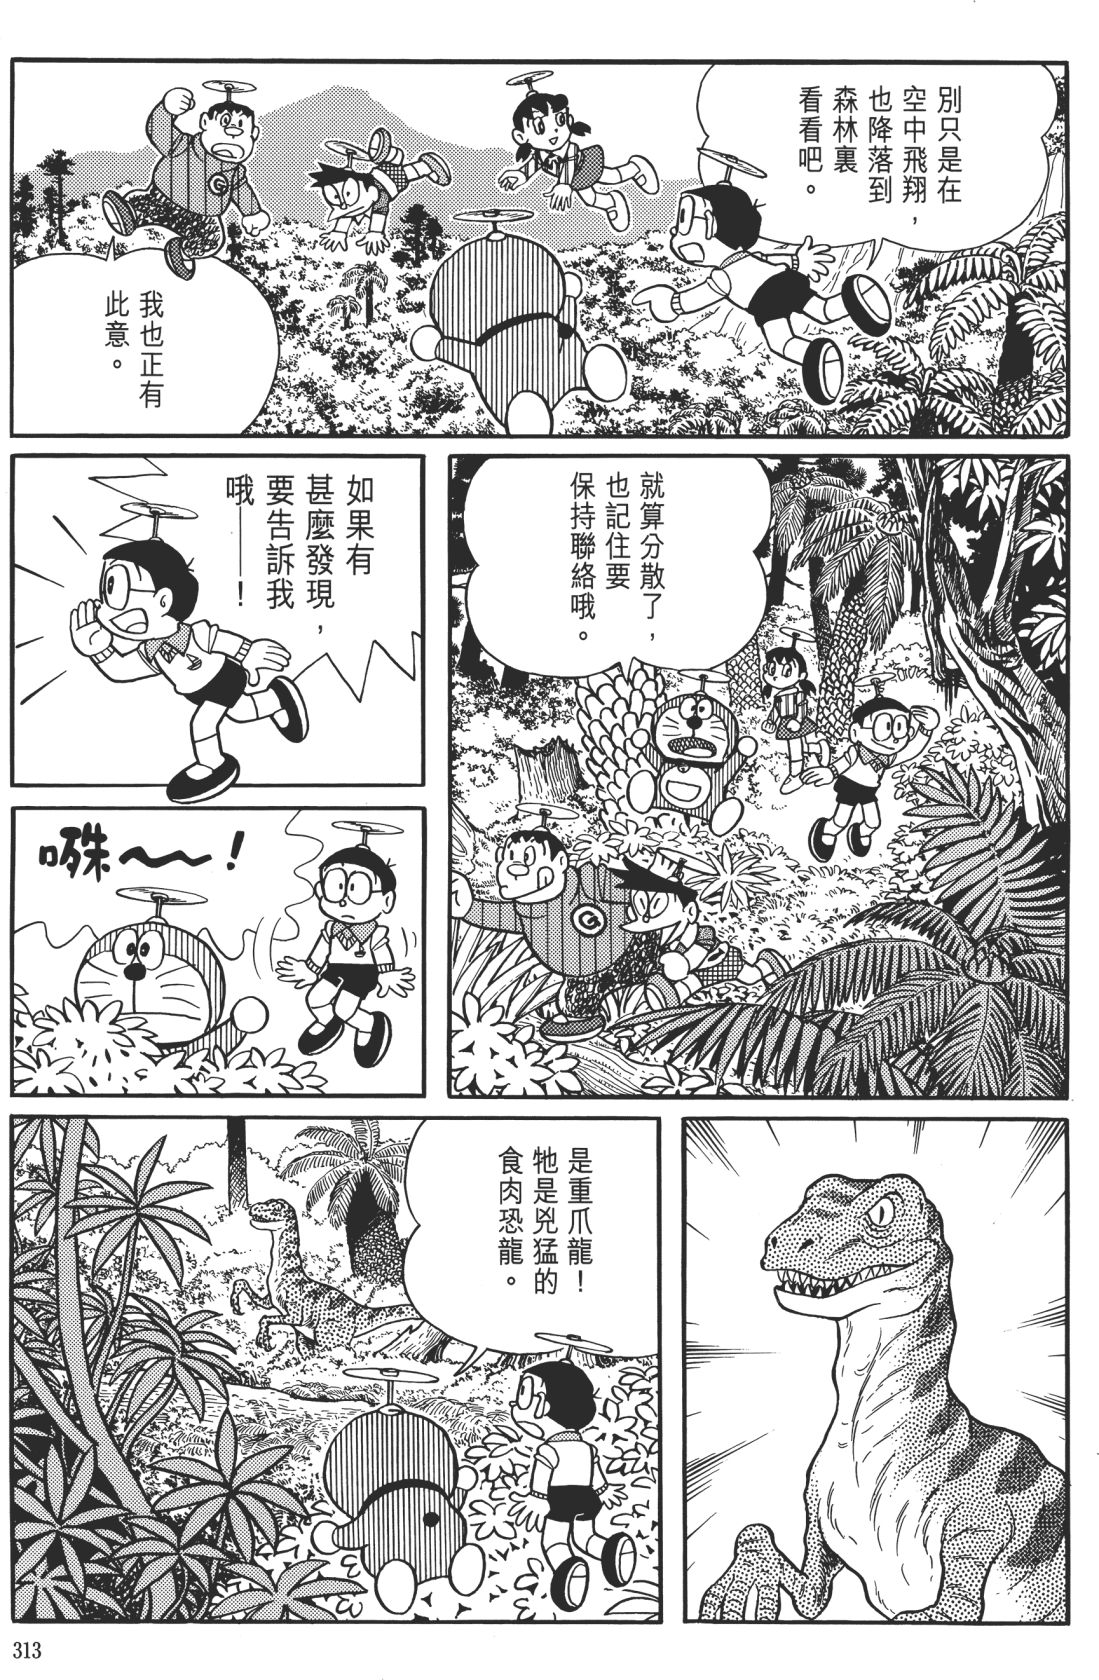 別只是在
空中飛翔，
也降落到
森林裏
看看吧。
我也正有
此意。
就算分散了，
也記住要
保持聯絡哦。
如果有
甚麼發現，
要告訴我
哦——！
咻～～！
G
G
是重爪龍！
牠是兇猛的
食肉恐龍。
313